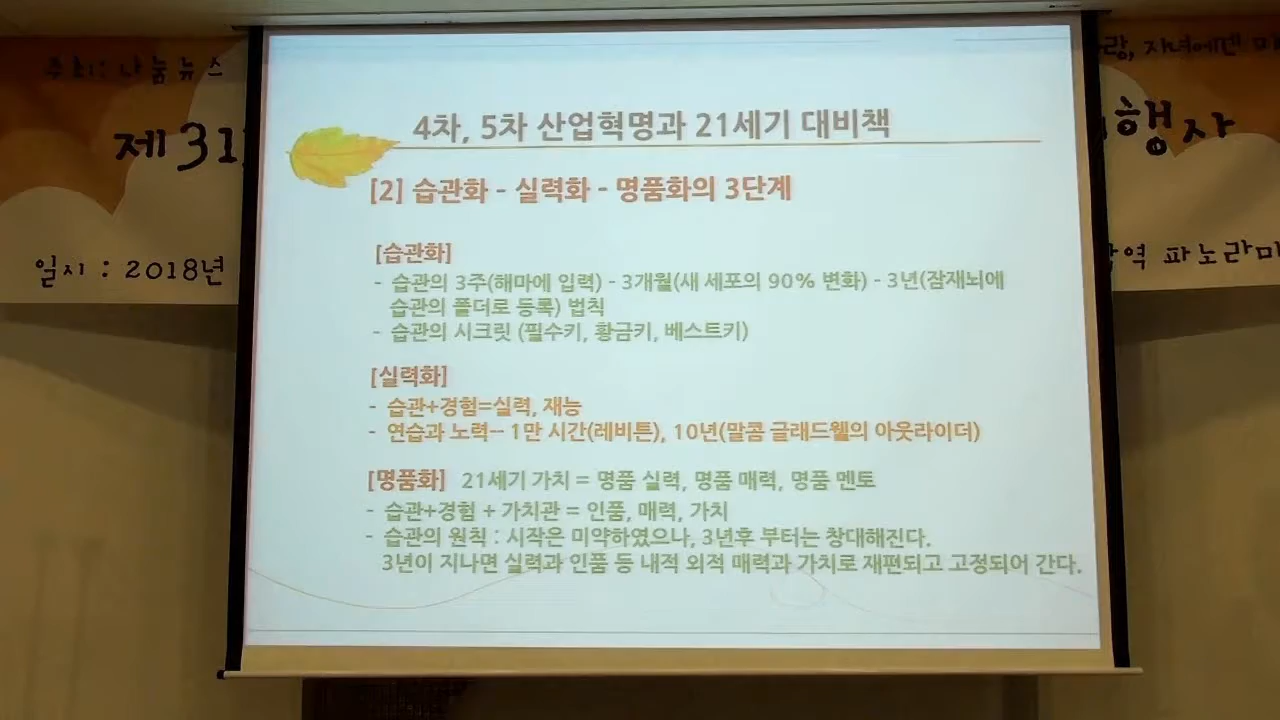 주최: 나눔뉴스
제31
일시 : 2018년
4차, 5차 산업혁명과 21세기 대비책
[2] 습관화 - 실력화 - 명품화의 3단계
[습관화]
- 습관의 3주(해마에 입력) - 3개월(새 세포의 90% 변화) - 3년(잠재뇌에
습관의 폴더로 등록) 법칙
- 습관의 시크릿 (필수키, 황금키, 베스트키)
[실력화]
- 습관+경험=실력, 재능
- 연습과 노력-- 1만 시간(레비튼), 10년(말콤 글래드웰의 아웃라이더)
[명품화] 21세기 가치 = 명품 실력, 명품 매력, 명품 멘토
- 습관+경험 + 가치관 = 인품, 매력, 가치
- 습관의 원칙 : 시작은 미약하였으나, 3년후 부터는 창대해진다.
3년이 지나면 실력과 인품 등 내적 외적 매력과 가치로 재편되고 고정되어 간다.
랑, 자녀에덴
행사
역 파노라마